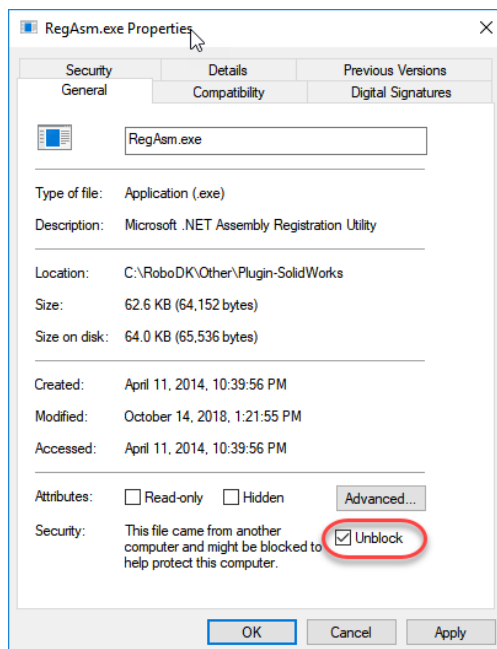 RegAsm.exe Properties
Security Details Previous Versions
General Compatibility Digital Signatures
RegAsm.exe
Type of file: Application (.exe)
Description: Microsoft .NET Assembly Registration Utility
Location: C:\RoboDK\Other\Plugin-SolidWorks
Size: 62.6 KB (64,152 bytes)
Size on disk: 64.0 KB (65,536 bytes)
Created: April 11, 2014, 10:39:56 PM
Modified: October 14, 2018, 1:21:55 PM
Accessed: April 11, 2014, 10:39:56 PM
Attributes: Read-only Hidden Advanced...
Security: This file came from another
computer and might be blocked to
help protect this computer.
Unblock
OK Cancel Apply